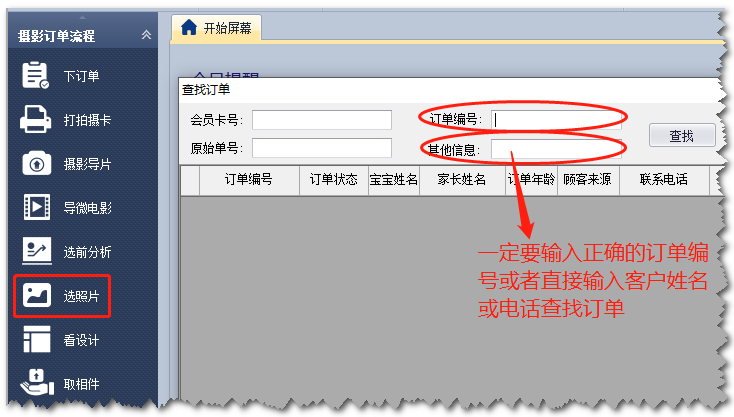 摄影订单流程
下订单
打拍摄卡
摄影导片
导微电影
选前分析
选照片
看设计
取相件
开始屏幕
今日提醒
查找订单
会员卡号:
订单编号:
原始单号:
其他信息:
查找
订单编号 订单状态 宝宝姓名 家长姓名 订单年龄 顾客来源 联系电话
一定要输入正确的订单编
号或者直接输入客户姓名
或电话查找订单